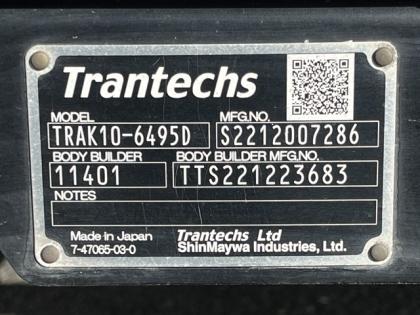 Trantechs
MODEL MFG.NO.
TRAK10-6495D S2212007286
BODY BUILDER BODY BUILDER MFG.NO.
11401 TTS221223683
NOTES
Made in Japan Trantechs Ltd
7-47065-03-0 ShinMaywa Industries, Ltd.